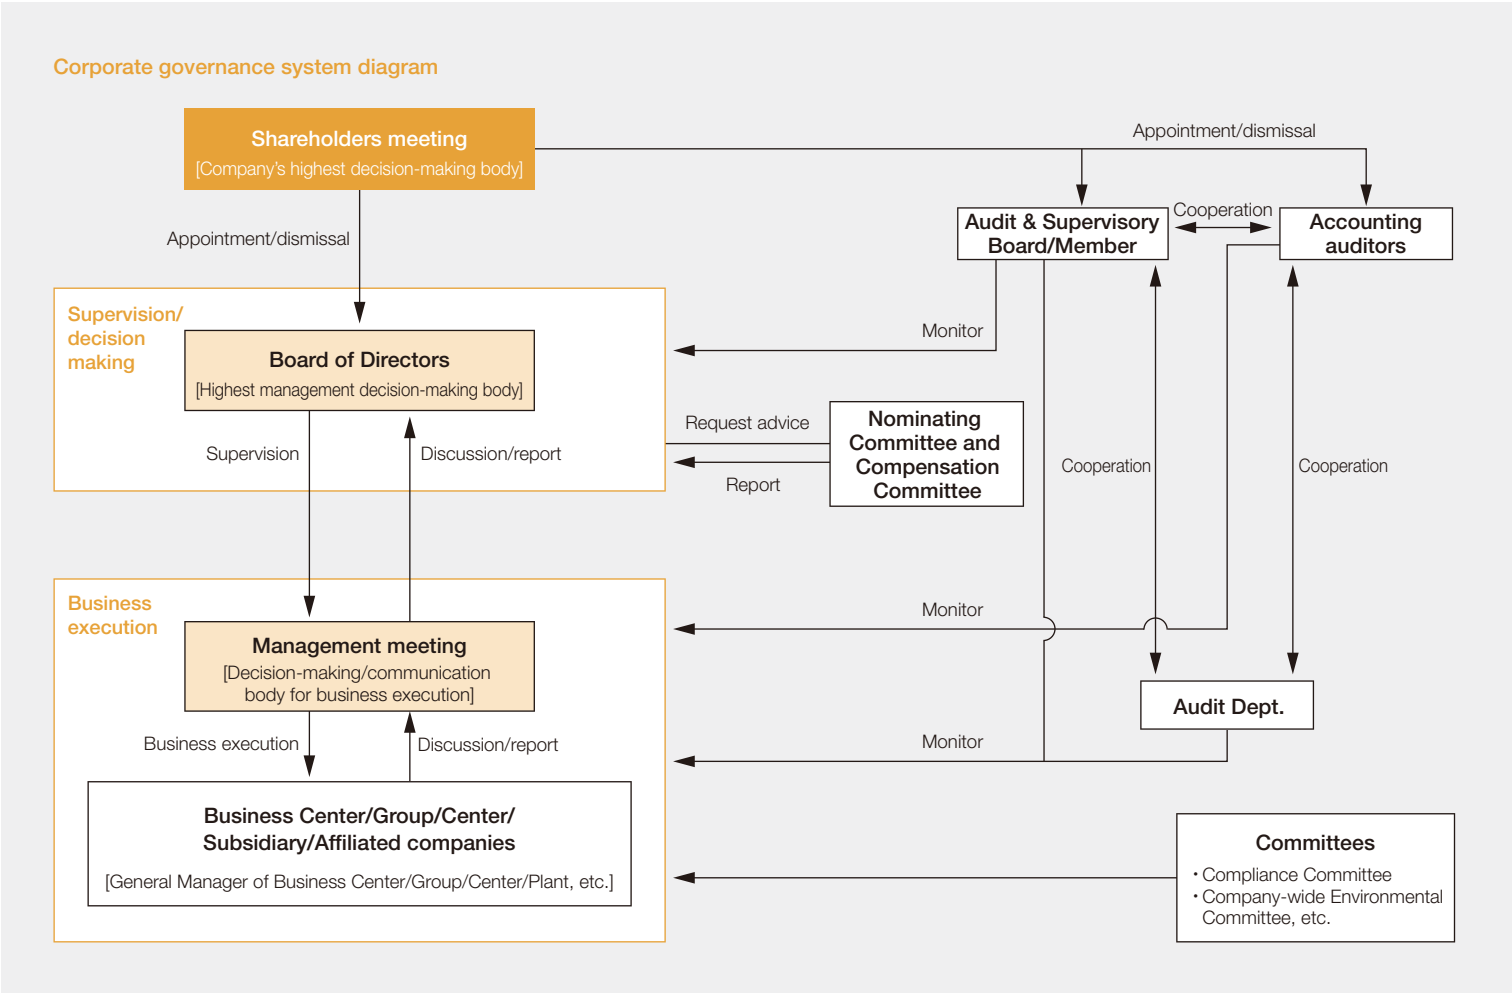 Corporate governance system diagram
Shareholders meeting
[Company's highest decision-making body]
Appointment/dismissal
Appointment/dismissal
Audit & Supervisory
Board/Member
Cooperation
Accounting
auditors
Supervision/
decision
making
Board of Directors
[Highest management decision-making body]
Monitor
Supervision
Discussion/report
Request advice
Report
Nominating
Committee and
Compensation
Committee
Cooperation
Cooperation
Business
execution
Management meeting
[Decision-making/communication
body for business execution]
Monitor
Audit Dept.
Business execution
Discussion/report
Monitor
Business Center/Group/Center/
Subsidiary/Affiliated companies
[General Manager of Business Center/Group/Center/Plant, etc.]
Committees
・Compliance Committee
・Company-wide Environmental
Committee, etc.